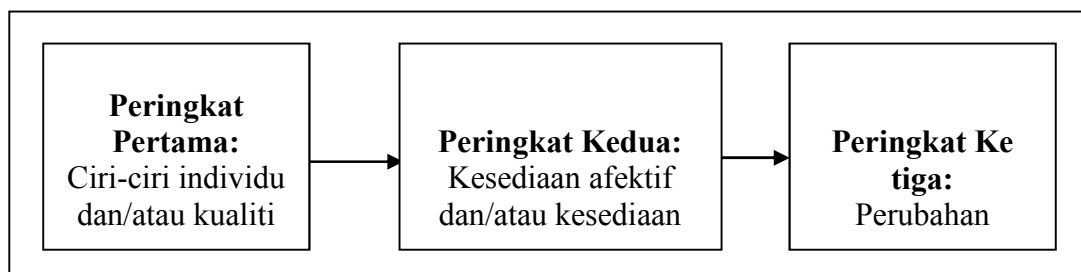 Peringkat
Pertama:
Ciri-ciri individu
dan/atau kualiti
Peringkat Kedua:
Kesediaan afektif
dan/atau kesediaan
Peringkat Ke
tiga:
Perubahan